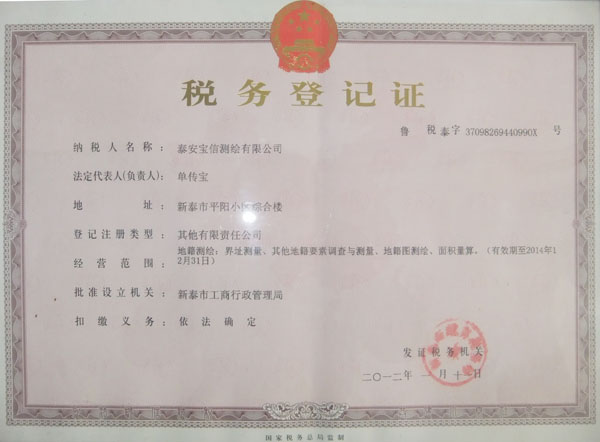 税务登记证
鲁 税 泰字 37098269440990X 号
纳税人名称： 泰安宝信测绘有限公司
法定代表人(负责人)： 单传宝
地 址： 新泰市平阳小区综合楼
登记注册类型： 其他有限责任公司
经营范围： 地籍测绘：界址测量、其他地籍要素调查与测量、地籍图测绘、面积量算。（有效期至2014年1
2月31日）
批准设立机关： 新泰市工商行政管理局
扣缴义务： 依法确定
发证税务机关
二〇一二年 一月 十一日
国家税务总局监制